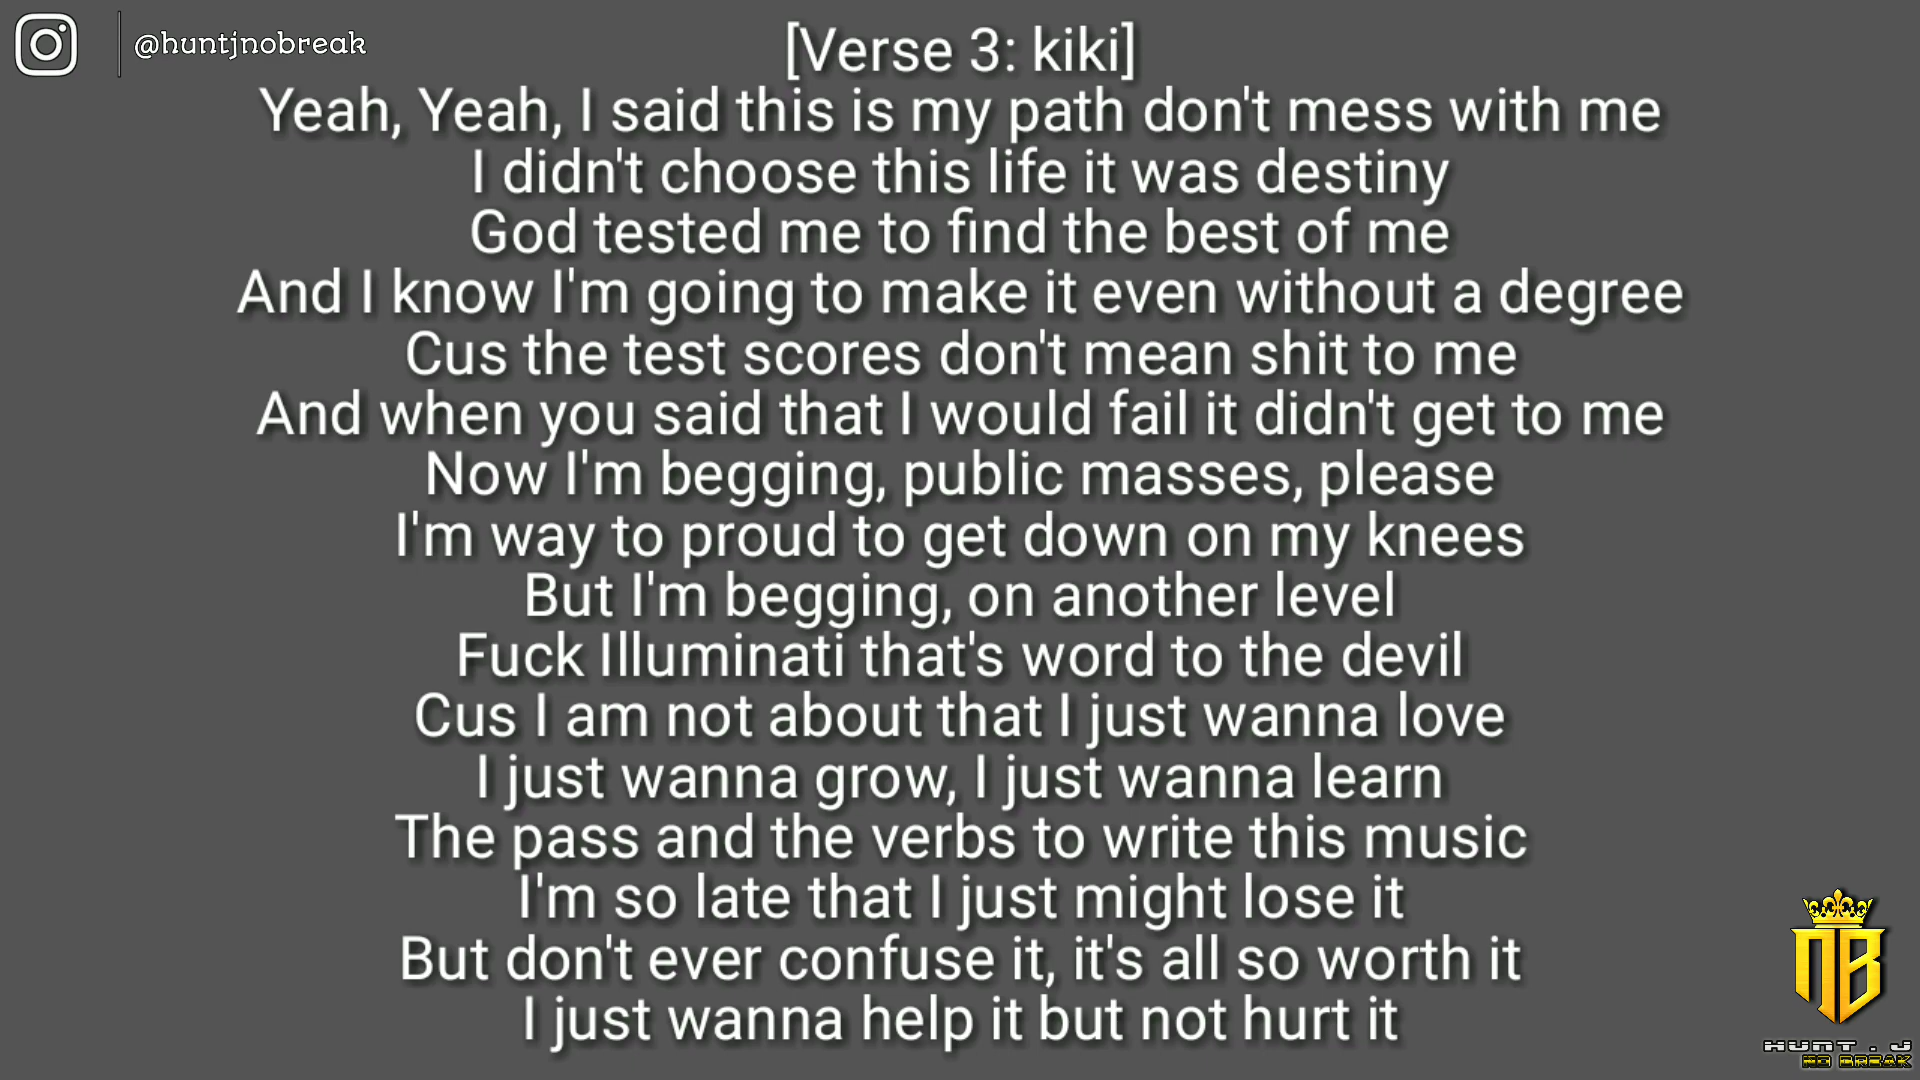 @huntjnobreak
[Verse 3: kiki]
Yeah, Yeah, I said this is my path don't mess with me
I didn't choose this life it was destiny
God tested me to find the best of me
And I know I'm going to make it even without a degree
Cus the test scores don't mean shit to me
And when you said that I would fail it didn't get to me
Now I'm begging, public masses, please
I'm way to proud to get down on my knees
But I'm begging, on another level
Fuck Illuminati that's word to the devil
Cus I am not about that I just wanna love
I just wanna grow, I just wanna learn
The pass and the verbs to write this music
I'm so late that I just might lose it
But don't ever confuse it, it's all so worth it
I just wanna help it but not hurt it
NB
HUNT . J
NO BREAK